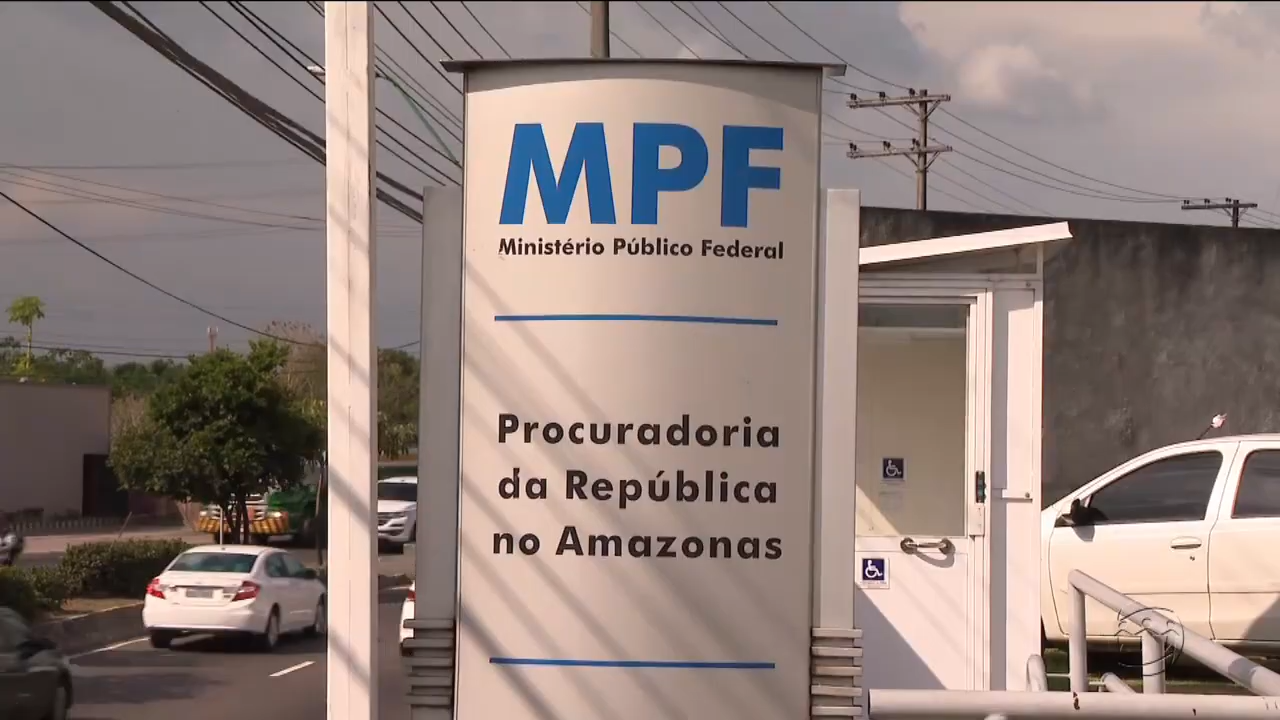 MPF
Ministério Público Federal
Procuradoria
da República
no Amazonas